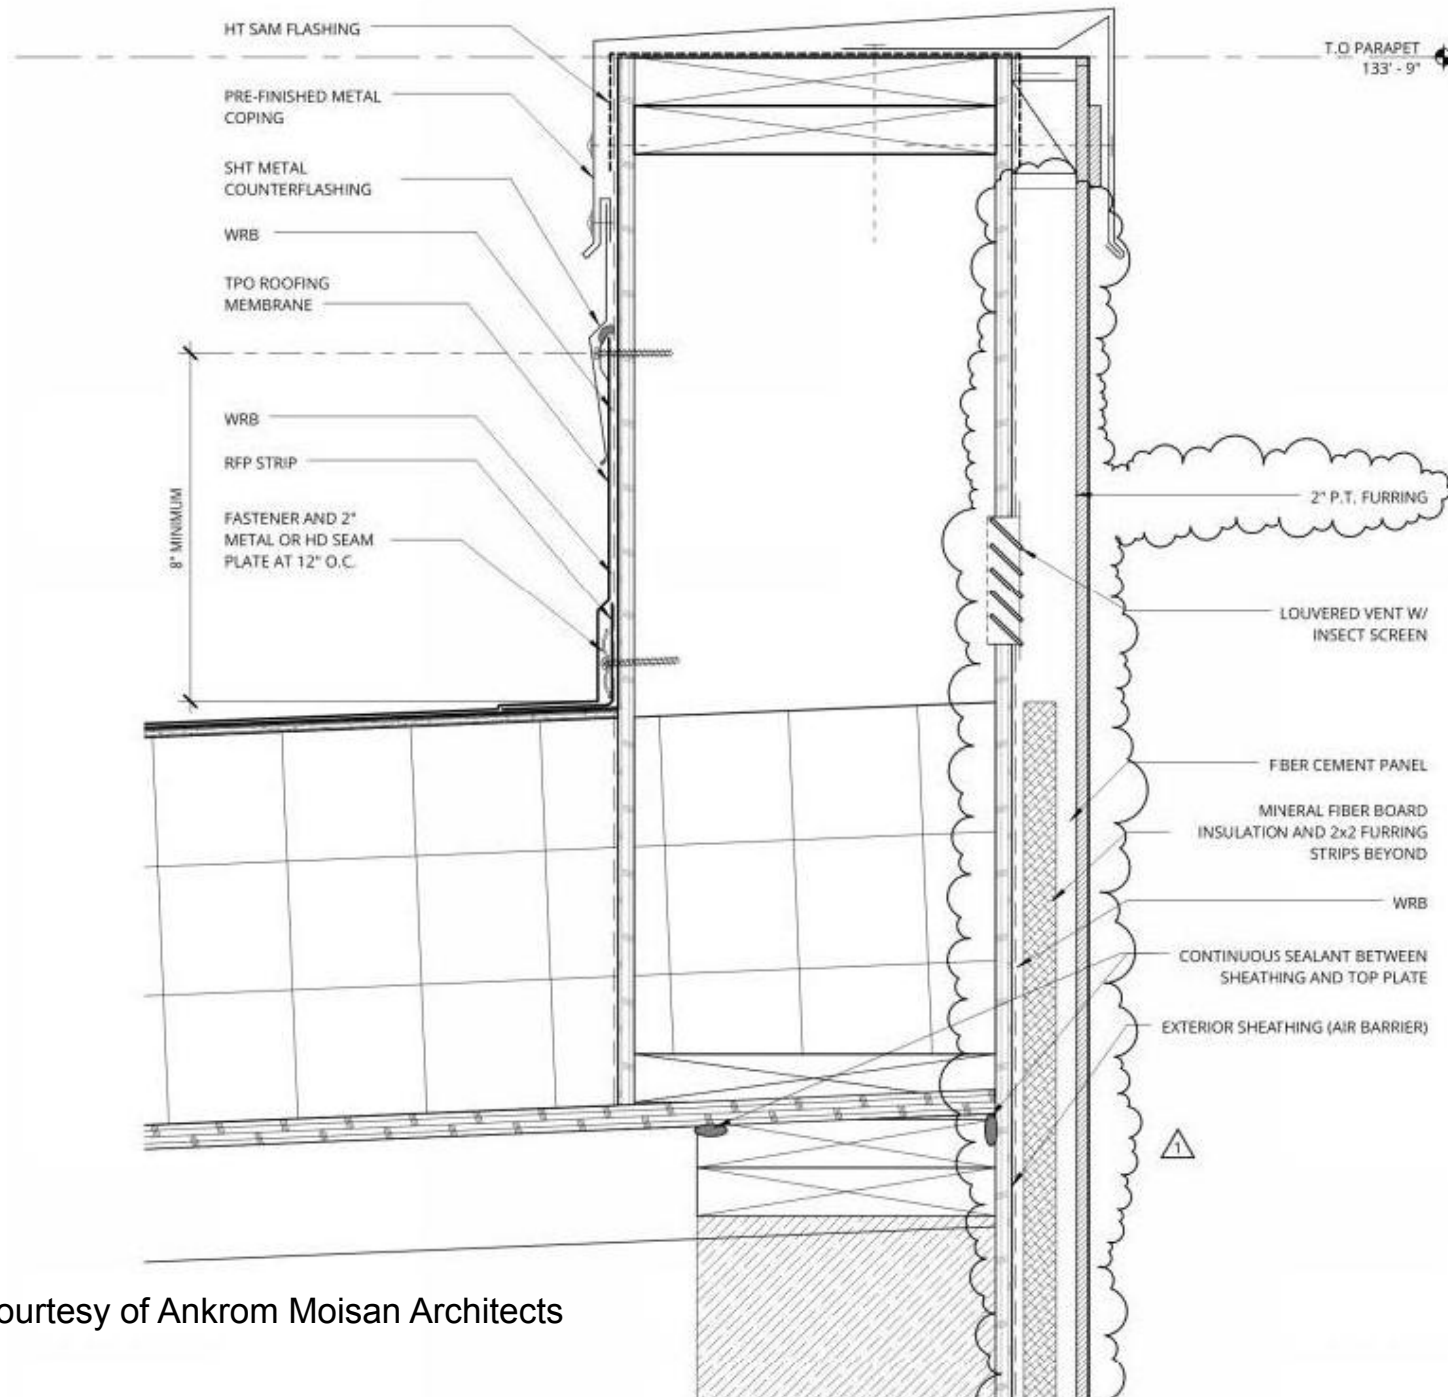 HT SAM FLASHING
PRE-FINISHED METAL
COPING
SHT METAL
COUNTERFLASHING
WRB
TPO ROOFING
MEMBRANE
WRB
RFP STRIP
FASTENER AND 2"
METAL OR HD SEAM
PLATE AT 12" O.C.
8" MINIMUM
T.O PARAPET
133' - 9"
2" P.T. FURRING
LOUVERED VENT W/
INSECT SCREEN
FIBER CEMENT PANEL
MINERAL FIBER BOARD
INSULATION AND 2x2 FURRING
STRIPS BEYOND
WRB
CONTINUOUS SEALANT BETWEEN
SHEATHING AND TOP PLATE
EXTERIOR SHEATHING (AIR BARRIER)
1
ourtesy of Ankrom Moisan Architects